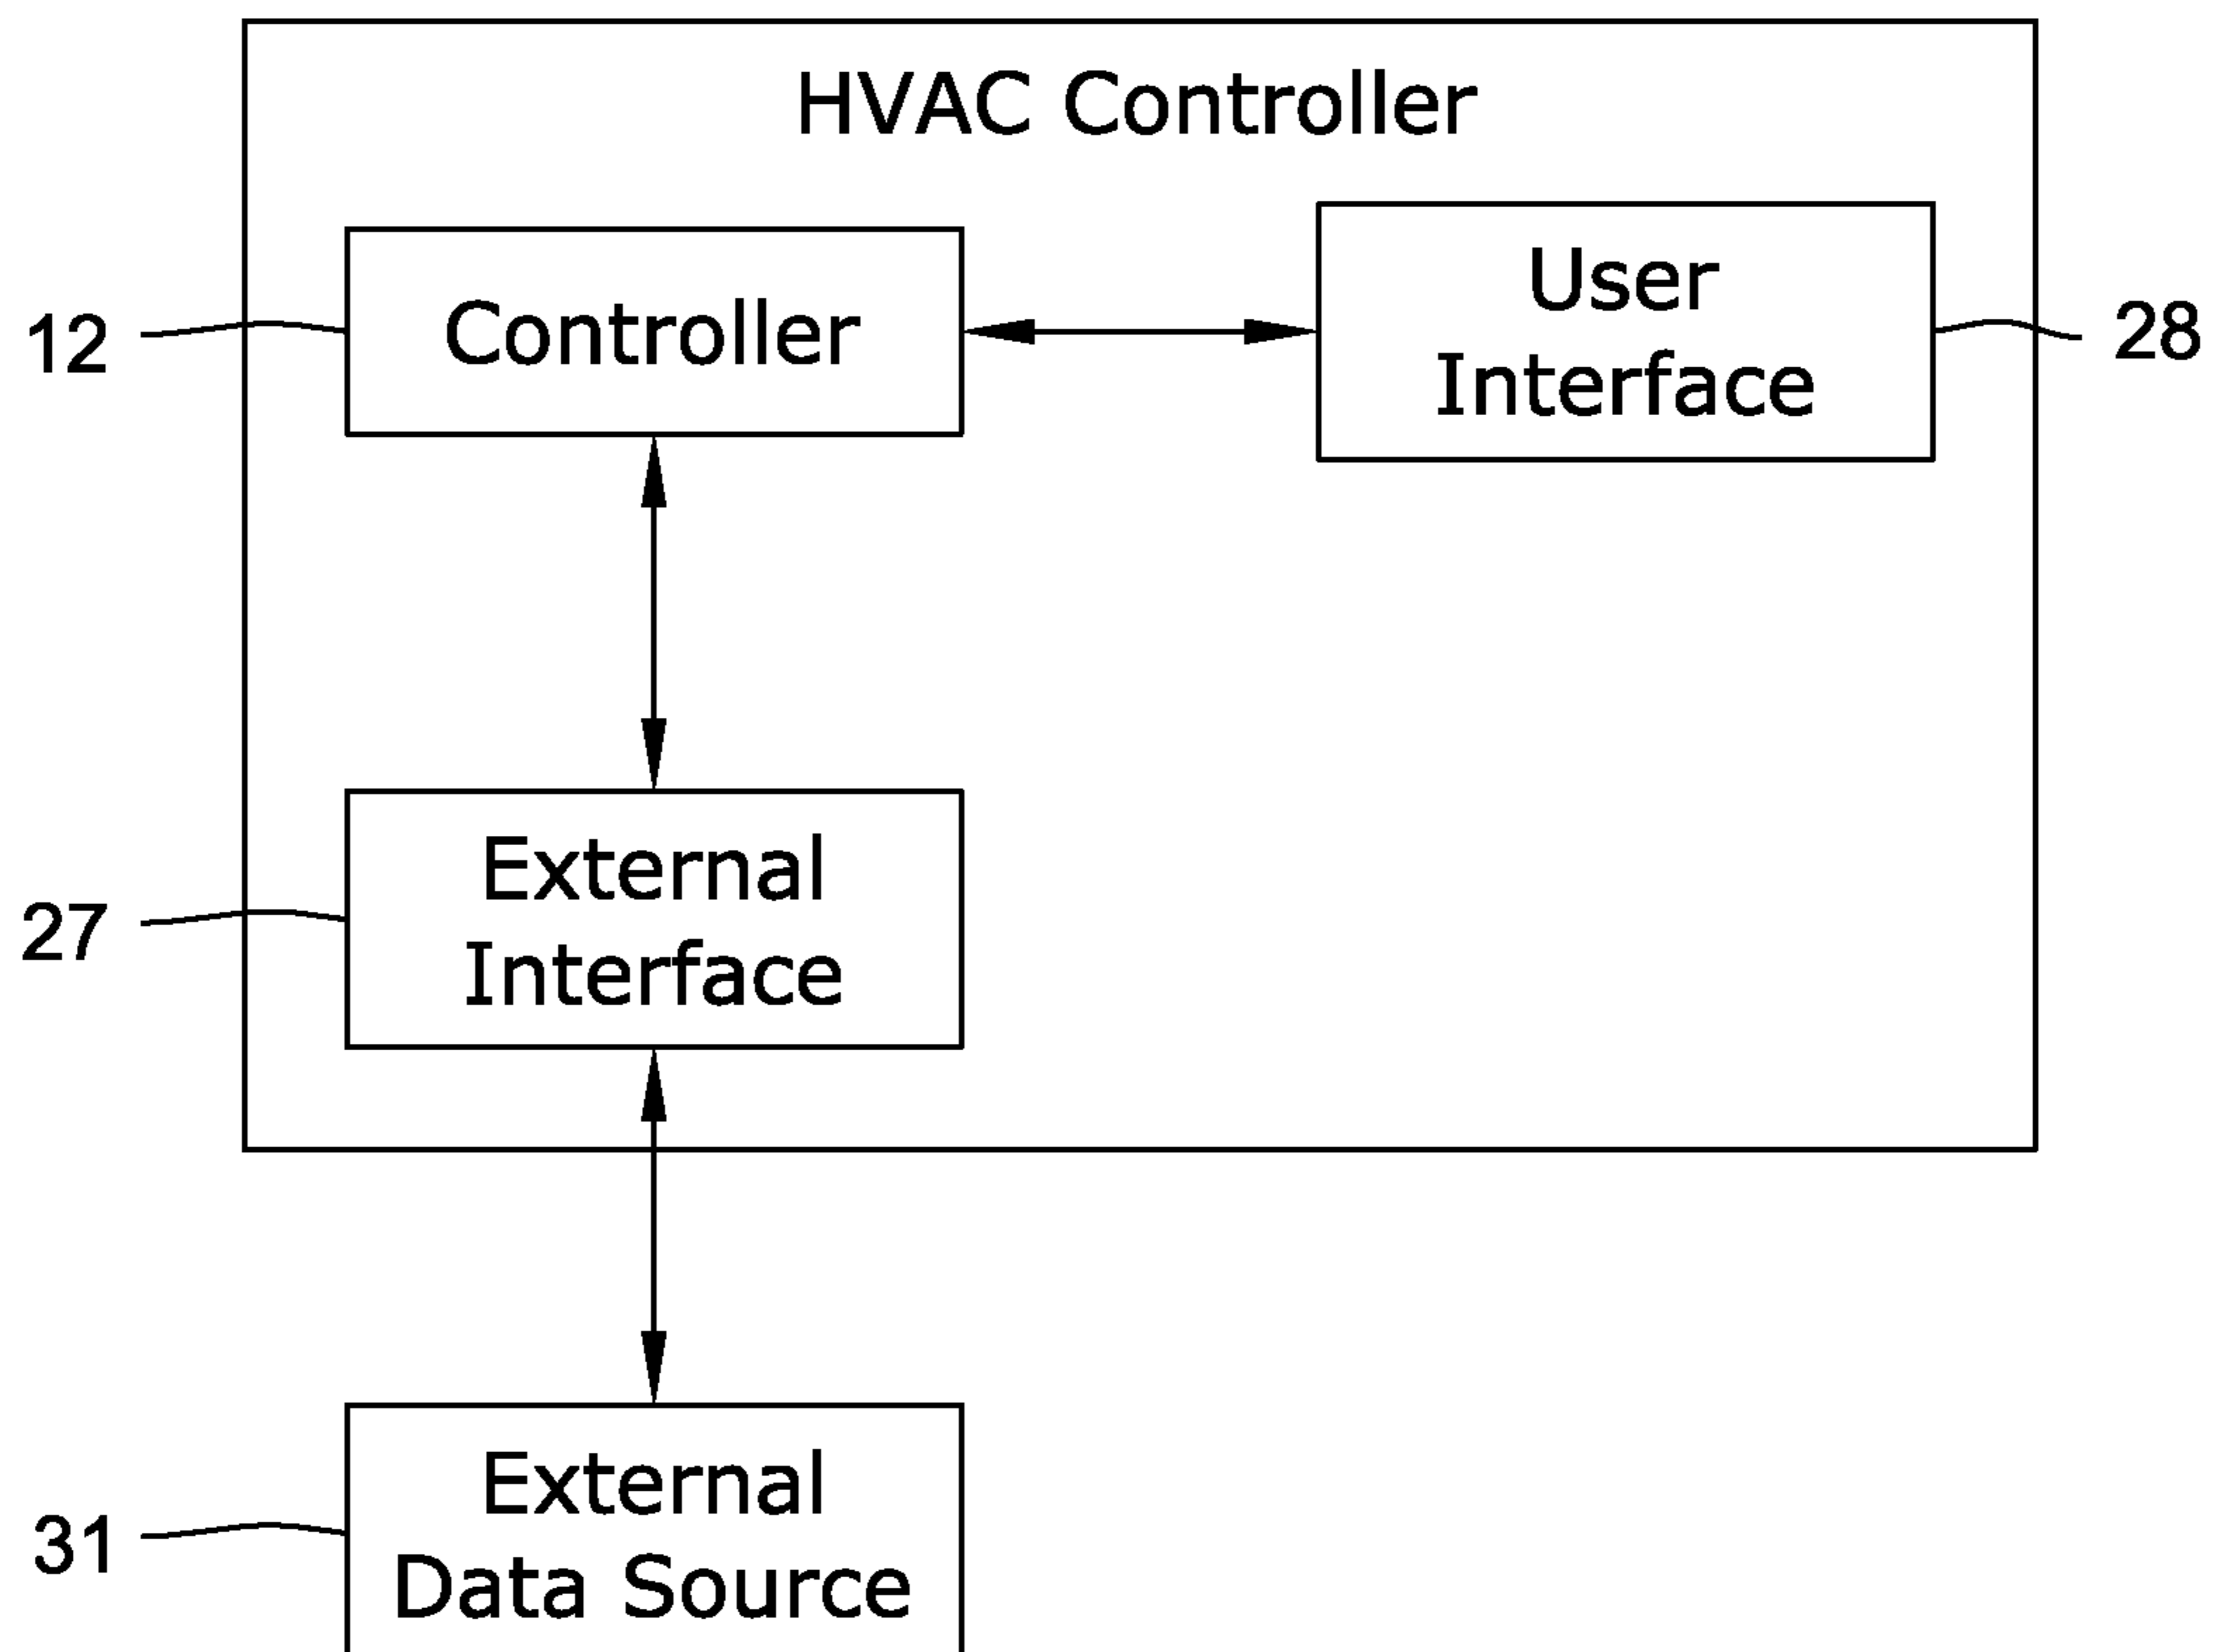 HVAC Controller
12
Controller
User
Interface
28
27
External
Interface
31
External
Data Source